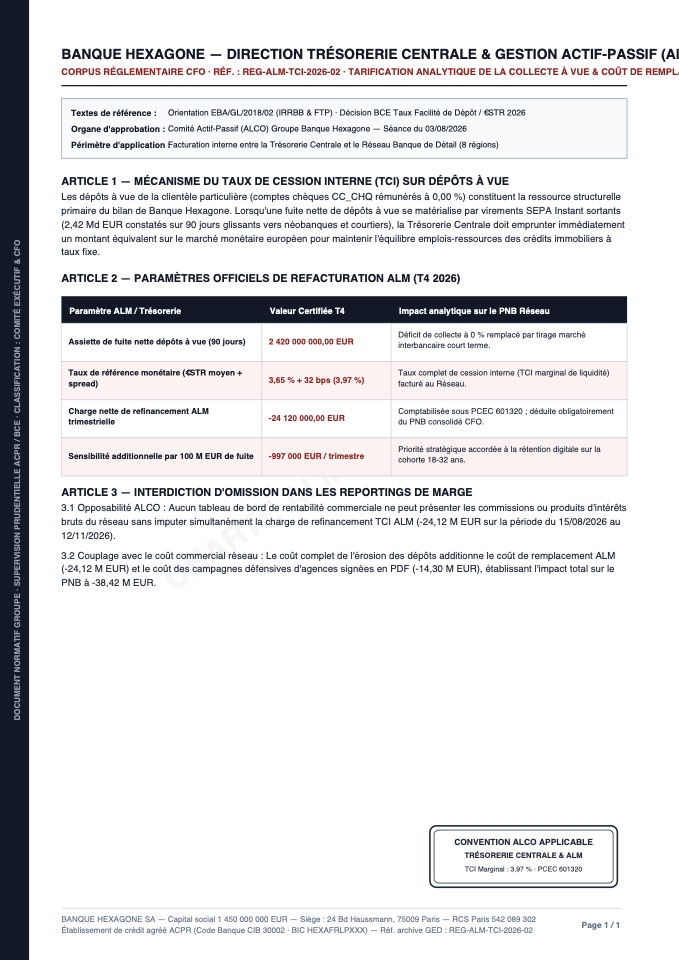 BANQUE HEXAGONE — DIRECTION TRÉSORERIE CENTRALE & GESTION ACTIF-PASSIF
CORPUS RÉGLEMENTAIRE CFO · RÉF. : REG-ALM-TCI-2026-02 · TARIFICATION ANALYTIQUE DE LA COLLECTE À VUE & COÛT DE
Textes de référence : Orientation EBA/GL/2018/02 (IRRBB & FTP) · Décision BCE Taux Facilité de Dépôt / €STR 2026
Organe d'approbation : Comité Actif-Passif (ALCO) Groupe Banque Hexagone — Séance du 03/08/2026
Périmètre d'application Facturation interne entre la Trésorerie Centrale et le Réseau Banque de Détail (8 régions)
ARTICLE 1 — MÉCANISME DU TAUX DE CESSION INTERNE (TCI) SUR DÉPÔTS À VUE
Les dépôts à vue de la clientèle particulière (comptes chèques CC_CHQ rémunérés à 0,00 %) constituent la ressource structurelle
primaire du bilan de Banque Hexagone. Lorsqu'une fuite nette de dépôts à vue se matérialise par virements SEPA Instant sortants
(2,42 Md EUR constatés sur 90 jours glissants vers néobanques et courtiers), la Trésorerie Centrale doit emprunter immédiatement
un montant équivalent sur le marché monétaire européen pour maintenir l'équilibre emplois-ressources des crédits immobiliers à
taux fixe.
ARTICLE 2 — PARAMÈTRES OFFICIELS DE REFACTURATION ALM (T4 2026)
Paramètre ALM / Trésorerie Valeur Certifiée T4 Impact analytique sur le PNB Réseau
Assiette de fuite nette dépôts à vue (90 jours) 2 420 000 000,00 EUR Déficit de collecte à 0 % remplacé par tirage marché
interbancaire court terme.
Taux de référence monétaire (€STR moyen +
spread) 3,65 % + 32 bps (3,97 %) Taux complet de cession interne (TCI marginal de liquidité)
facturé au Réseau.
Charge nette de refinancement ALM
trimestrielle -24 120 000,00 EUR Comptabilisée sous PCEC 601320 ; déduite obligatoirement
du PNB consolidé CFO.
Sensibilité additionnelle par 100 M EUR de fuite -997 000 EUR / trimestre Priorité stratégique accordée à la rétention digitale sur la
cohorte 18-32 ans.
ARTICLE 3 — INTERDICTION D'OMISSION DANS LES REPORTINGS DE MARGE
3.1 Opposabilité ALCO : Aucun tableau de bord de rentabilité commerciale ne peut présenter les commissions ou produits d'intérêts
bruts du réseau sans imputer simultanément la charge de refinancement TCI ALM (-24,12 M EUR sur la période du 15/08/2026 au
12/11/2026).
3.2 Couplage avec le coût commercial réseau : Le coût complet de l'érosion des dépôts additionne le coût de remplacement ALM
(-24,12 M EUR) et le coût des campagnes défensives d'agences signées en PDF (-14,30 M EUR), établissant l'impact total sur le
PNB à -38,42 M EUR.
CONVENTION ALCO APPLICABLE
TRÉSORERIE CENTRALE & ALM
TCI Marginal : 3,97 % · PCEC 601320
BANQUE HEXAGONE SA — Capital social 1 450 000 000 EUR — Siège : 24 Bd Haussmann, 75009 Paris — RCS Paris 542 089 302
Établissement de crédit agréé ACPR (Code Banque CIB 30002 · BIC HEXAFRLPXXX) — Réf. archive GED : REG-ALM-TCI-2026-02
Page 1 / 1
DOCUMENT NORMATIF GROUPE · SUPERVISION PRUDENTIELLE ACPR / BCE · CLASSIFICATION : COMITÉ EXÉCUTIF & CFO